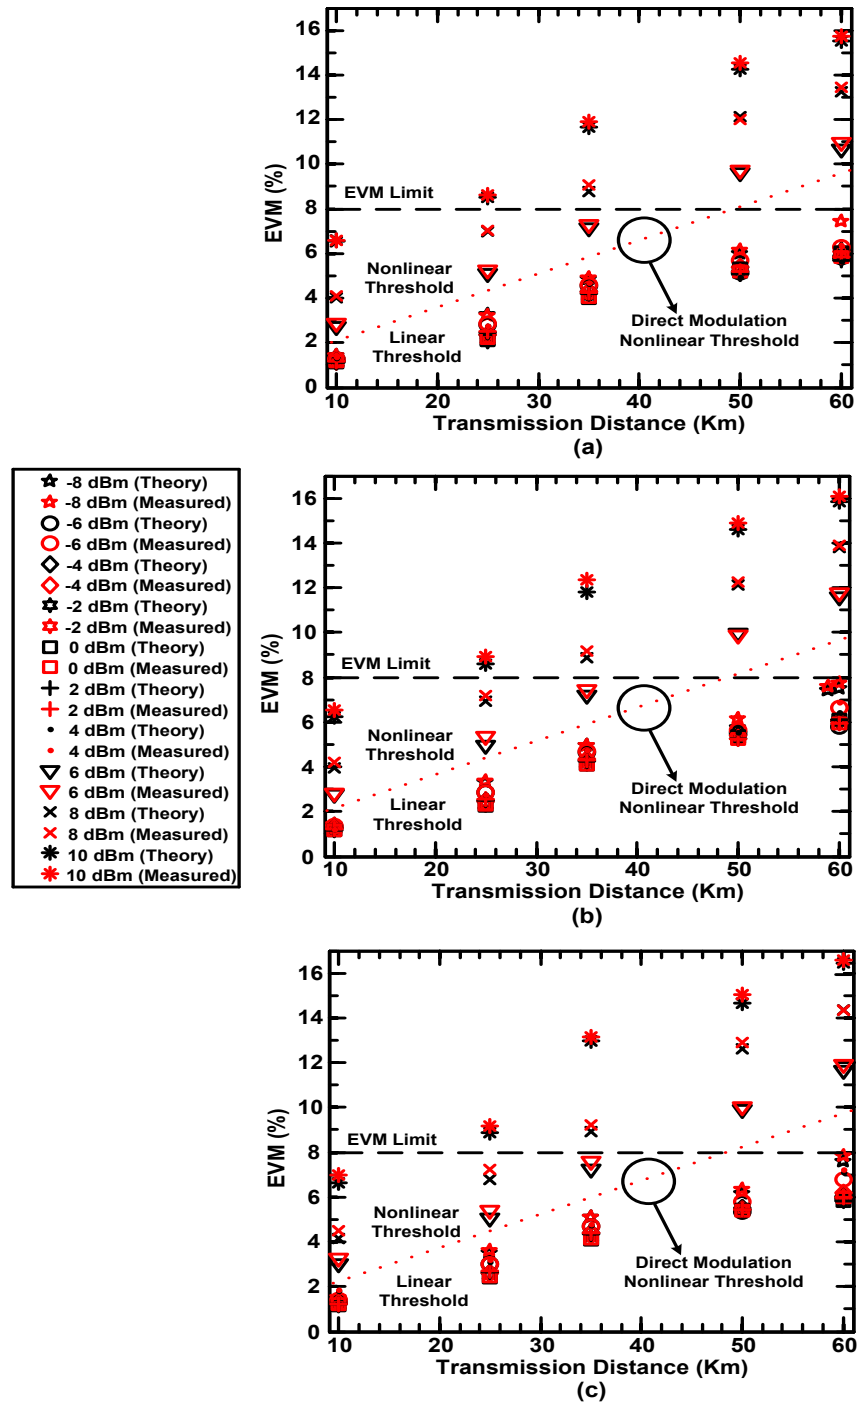 16
14
12
10
8
6
4
2
0
EVM (%)
EVM Limit
Nonlinear
Threshold
Linear
Threshold
Direct Modulation
Nonlinear Threshold
10 20 30 40 50 60
Transmission Distance (Km)
(a)
-8 dBm (Theory)
-8 dBm (Measured)
-6 dBm (Theory)
-6 dBm (Measured)
-4 dBm (Theory)
-4 dBm (Measured)
-2 dBm (Theory)
-2 dBm (Measured)
0 dBm (Theory)
0 dBm (Measured)
2 dBm (Theory)
2 dBm (Measured)
4 dBm (Theory)
4 dBm (Measured)
6 dBm (Theory)
6 dBm (Measured)
8 dBm (Theory)
8 dBm (Measured)
10 dBm (Theory)
10 dBm (Measured)
16
14
12
10
8
6
4
2
0
EVM (%)
EVM Limit
Nonlinear
Threshold
Linear
Threshold
Direct Modulation
Nonlinear Threshold
10 20 30 40 50 60
Transmission Distance (Km)
(b)
16
14
12
10
8
6
4
2
0
EVM (%)
EVM Limit
Nonlinear
Threshold
Linear
Threshold
Direct Modulation
Nonlinear Threshold
10 20 30 40 50 60
Transmission Distance (Km)
(c)